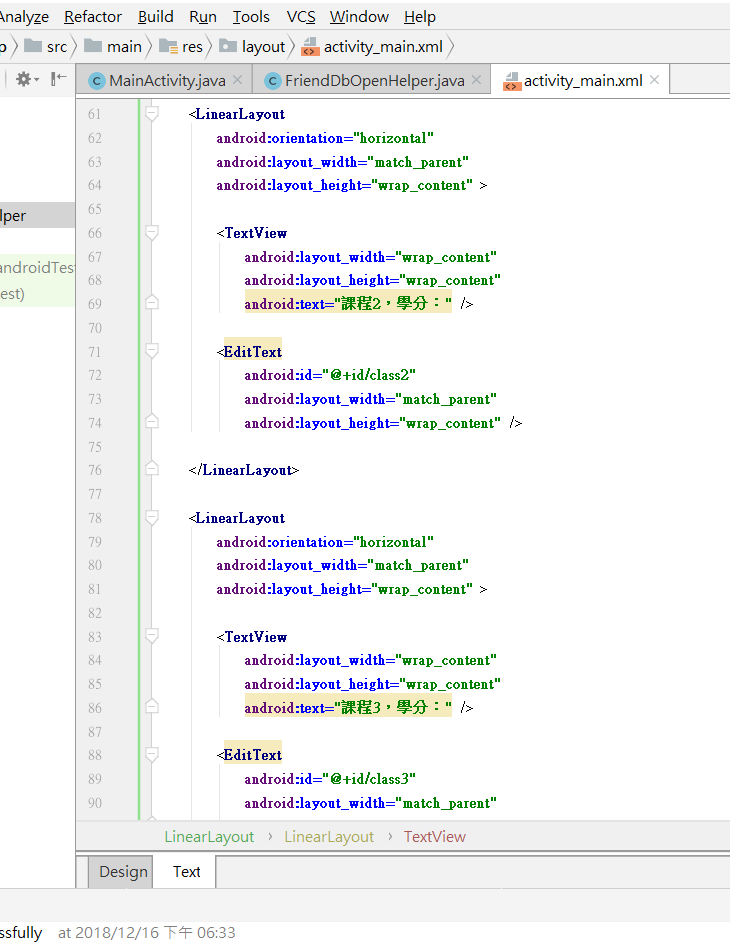 Analyze Refactor Build Run Tools VCS Window Help
p src main res layout activity_main.xml
MainActivity.java FriendDbOpenHelper.java activity_main.xml
61 <LinearLayout
62 android:orientation="horizontal"
63 android:layout_width="match_parent"
64 android:layout_height="wrap_content" >
65
66 <TextView
67 android:layout_width="wrap_content"
68 android:layout_height="wrap_content"
69 android:text="課程2，學分：" />
70
71 <EditText
72 android:id="@+id/class2"
73 android:layout_width="match_parent"
74 android:layout_height="wrap_content" />
75
76 </LinearLayout>
77
78 <LinearLayout
79 android:orientation="horizontal"
80 android:layout_width="match_parent"
81 android:layout_height="wrap_content" >
82
83 <TextView
84 android:layout_width="wrap_content"
85 android:layout_height="wrap_content"
86 android:text="課程3，學分：" />
87
88 <EditText
89 android:id="@+id/class3"
90 android:layout_width="match_parent"
lper
androidTest
est)
LinearLayout › LinearLayout › TextView
Design Text
ssfully at 2018/12/16 下午 06:33